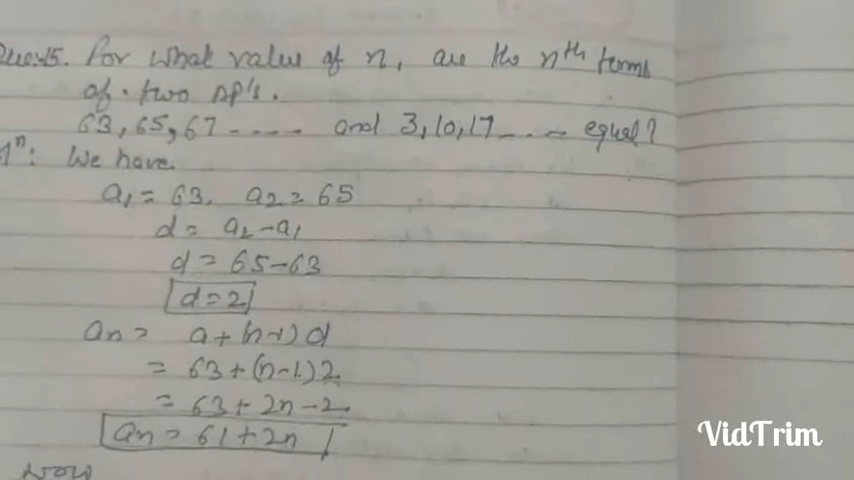 Que:15. For what value of n, are the nth terms
of two AP's.
63, 65, 67 ---- and 3, 10, 17 ---- equal?
We have
a1 = 63, a2 = 65
d = a2 - a1
d = 65 - 63
d = 2
an = a + (n-1) d
= 63 + (n-1) 2
= 63 + 2n - 2
an = 61 + 2n
Now
VidTrim